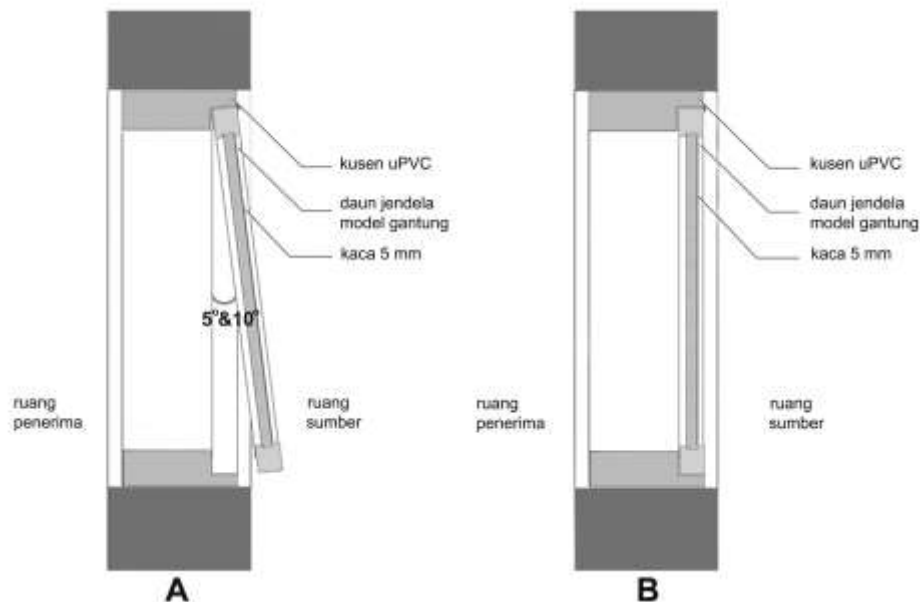 kusen uPVC
daun jendela
model gantung
kaca 5 mm
5°&10°
ruang
penerima
ruang
sumber
A
kusen uPVC
daun jendela
model gantung
kaca 5 mm
ruang
penerima
ruang
sumber
B